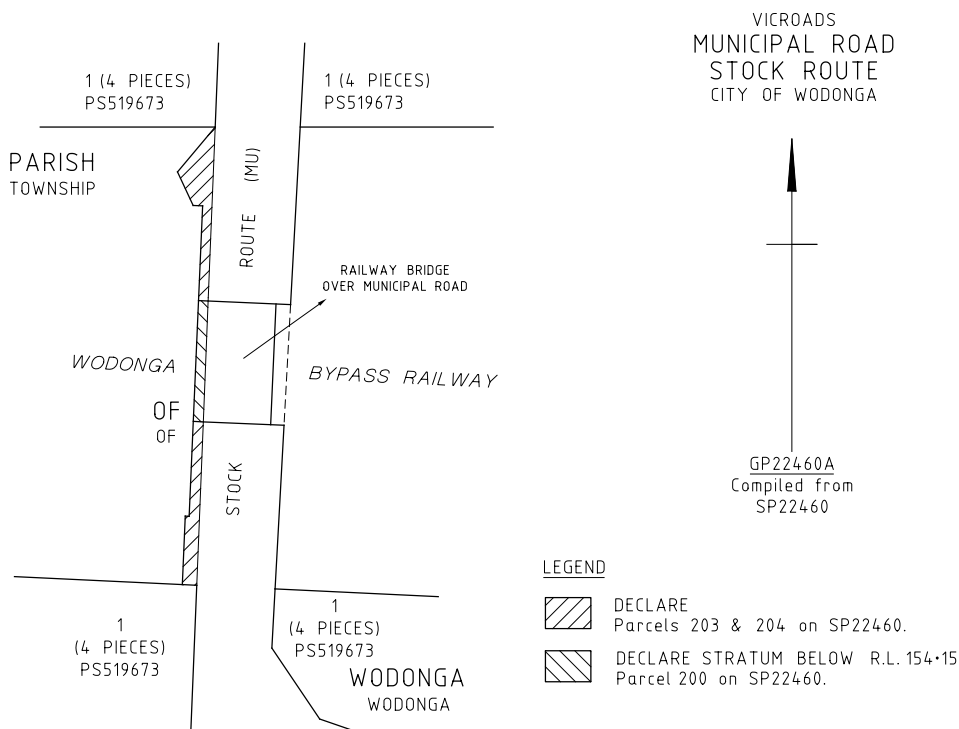 VICROADS
MUNICIPAL ROAD
STOCK ROUTE
CITY OF WODONGA
1 (4 PIECES)
PS519673
1 (4 PIECES)
PS519673
PARISH
TOWNSHIP
ROUTE (MU)
RAILWAY BRIDGE
OVER MUNICIPAL ROAD
WODONGA
BYPASS RAILWAY
OF
OF
STOCK
GP22460A
Compiled from
SP22460
1
(4 PIECES)
PS519673
1
(4 PIECES)
PS519673
WODONGA
WODONGA
LEGEND
DECLARE
Parcels 203 & 204 on SP22460.
DECLARE STRATUM BELOW R.L. 154•15
Parcel 200 on SP22460.